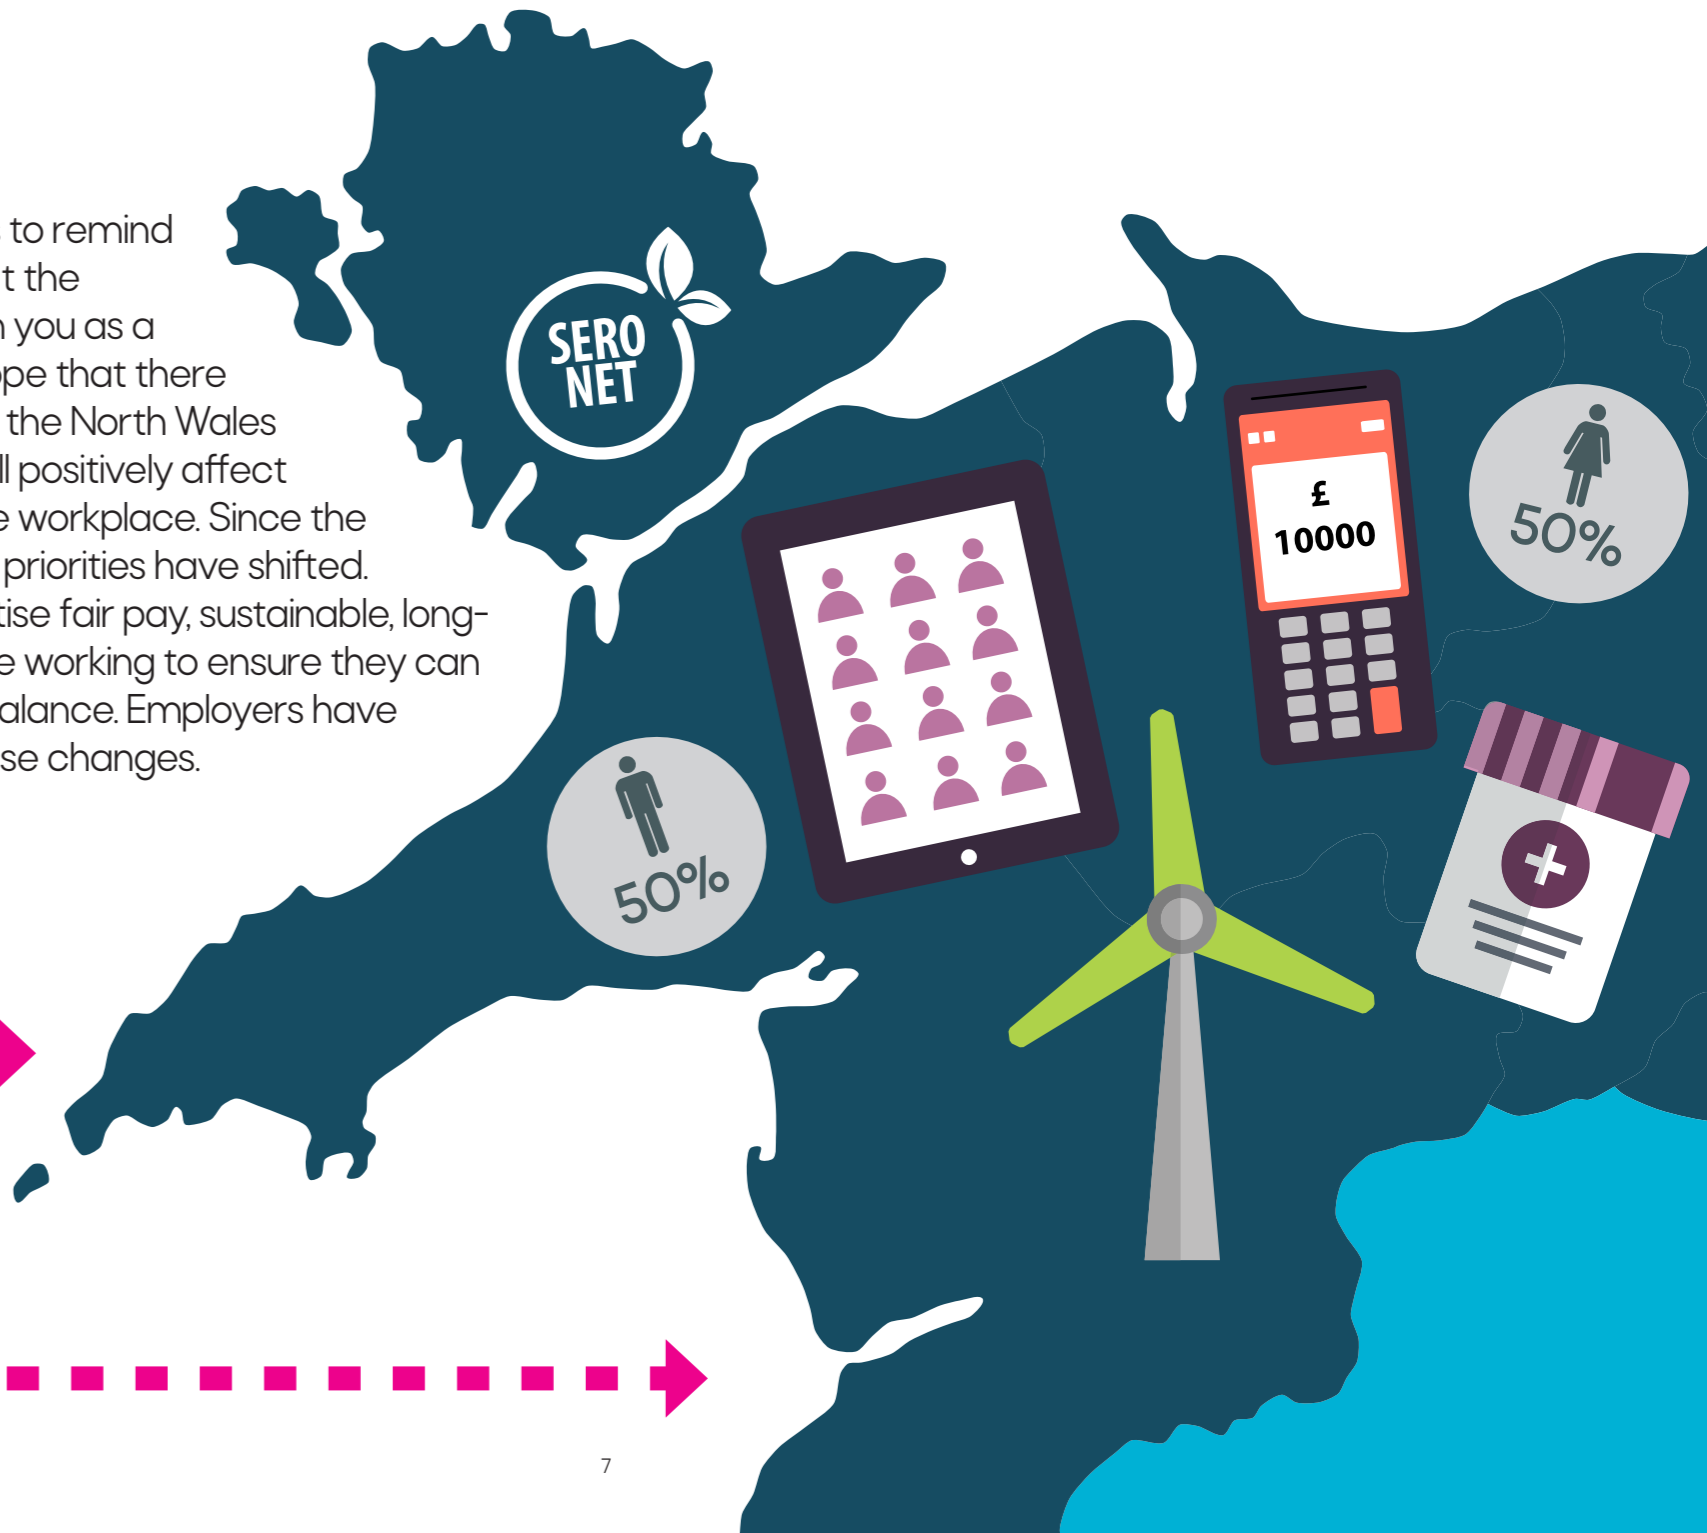 to remind
t the
you as a
ope that there
the North Wales
ll positively affect
e workplace. Since the
priorities have shifted.
tise fair pay, sustainable, long-
e working to ensure they can
alance. Employers have
se changes.
SERO
NET
£
10000
50%
50%
7